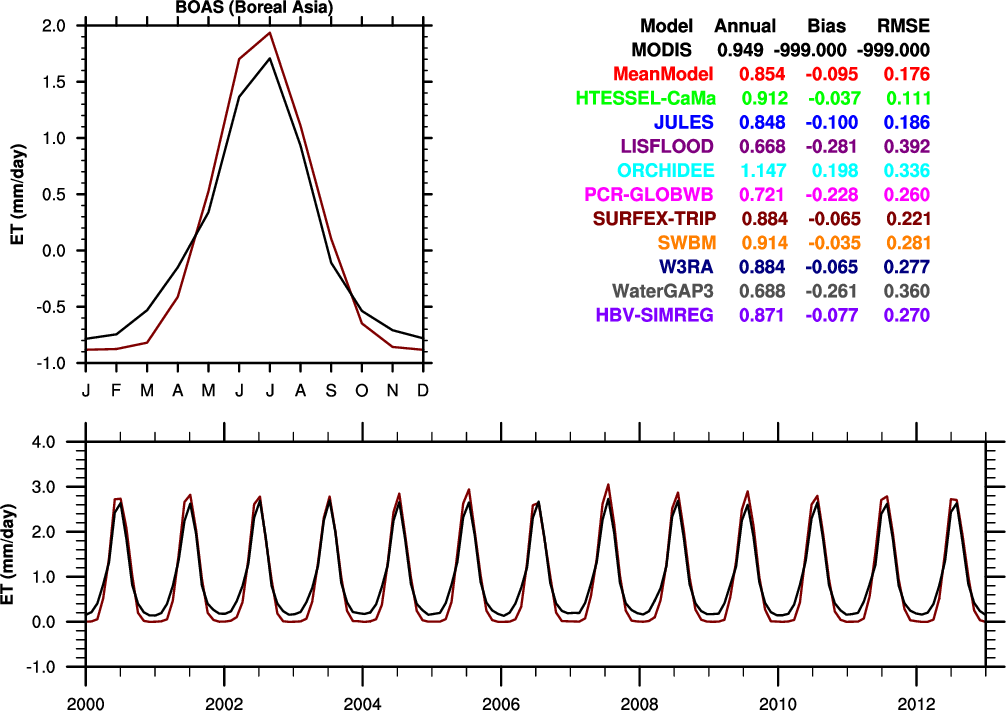 BOAS (Boreal Asia)
2.0
1.5
1.0
0.5
0.0
-0.5
-1.0
ET (mm/day)
J F M A M J J A S O N D
Model Annual Bias RMSE
MODIS 0.949 -999.000 -999.000
MeanModel 0.854 -0.095 0.176
HTESSEL-CaMa 0.912 -0.037 0.111
JULES 0.848 -0.100 0.186
LISFLOOD 0.668 -0.281 0.392
ORCHIDEE 1.147 0.198 0.336
PCR-GLOBWB 0.721 -0.228 0.260
SURFEX-TRIP 0.884 -0.065 0.221
SWBM 0.914 -0.035 0.281
W3RA 0.884 -0.065 0.277
WaterGAP3 0.688 -0.261 0.360
HBV-SIMREG 0.871 -0.077 0.270
4.0
3.0
2.0
1.0
0.0
-1.0
ET (mm/day)
2000 2002 2004 2006 2008 2010 2012